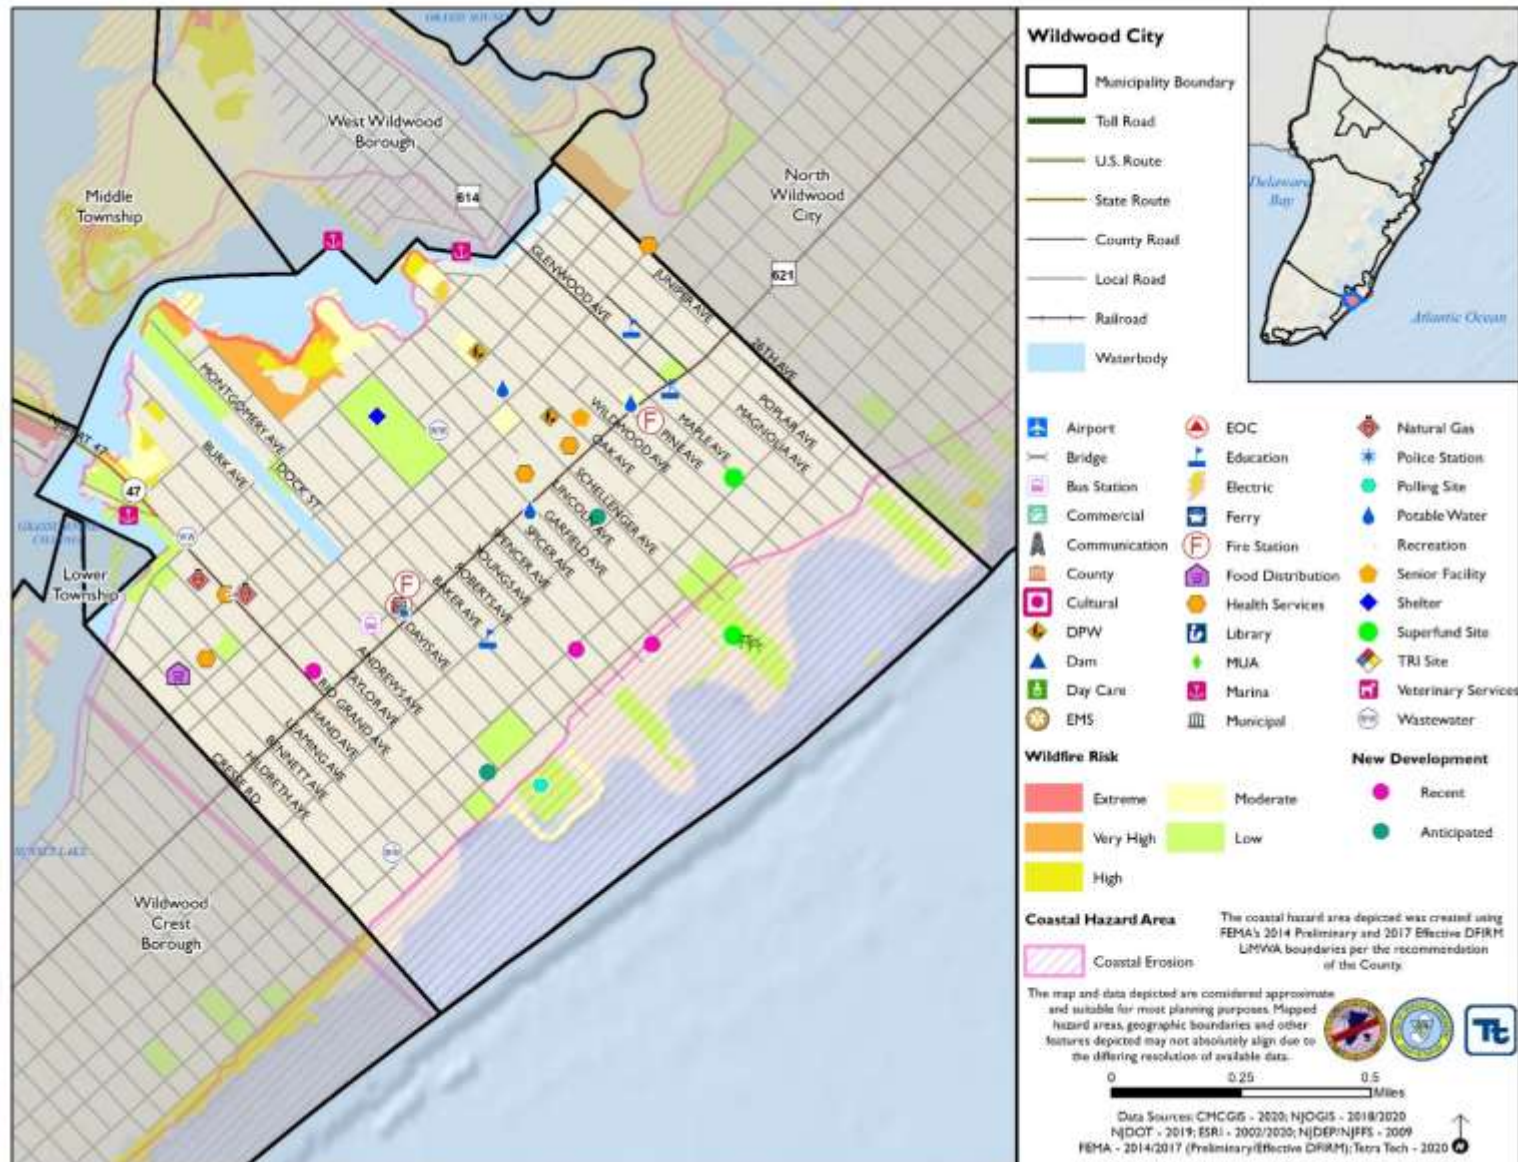 GRASSY SOUND
West Wildwood
Borough
614
Middle
Township
North
Wildwood
City
621
GLENWOOD AVE
JUNIPER AVE
26TH AVE
POPLAR AVE
MAGNOLIA AVE
MAPLE AVE
PINE AVE
WILDWOOD AVE
OAK AVE
SCHELLENGER AVE
LINCOLN AVE
GARFIELD AVE
SPICER AVE
SPENCER AVE
YOUNGS AVE
ROBERTS AVE
BAKER AVE
DAVIS AVE
ANDREWS AVE
TAYLOR AVE
RIO GRAND AVE
HAND AVE
LEAMING AVE
BENNETT AVE
HILDRETH AVE
CRESSE RD
MONTGOMERY AVE
BURK AVE
DOCK ST
47
Lower
Township
SUNSET LAKE
Wildwood
Crest
Borough
F
F
WW
WW
WW
Wildwood City
Municipality Boundary
Toll Road
U.S. Route
State Route
County Road
Local Road
Railroad
Waterbody
Delaware
Bay
Atlantic Ocean
Airport
Bridge
Bus Station
Commercial
Communication
County
Cultural
DPW
Dam
Day Care
EMS
EOC
Education
Electric
Ferry
Fire Station
Food Distribution
Health Services
Library
MUA
Marina
Municipal
Natural Gas
Police Station
Polling Site
Potable Water
Recreation
Senior Facility
Shelter
Superfund Site
TRI Site
Veterinary Services
Wastewater
Wildfire Risk
Extreme
Very High
High
Moderate
Low
New Development
Recent
Anticipated
Coastal Hazard Area
Coastal Erosion
The coastal hazard area depicted was created using
FEMA's 2014 Preliminary and 2017 Effective DFIRM
LiMWA boundaries per the recommendation
of the County.
The map and data depicted are considered approximate
and suitable for most planning purposes. Mapped
hazard areas, geographic boundaries and other
features depicted may not absolutely align due to
the differing resolution of available data.
Tt
0 0.25 0.5
Miles
Data Sources: CMCGIS - 2020; NJOGIS - 2018/2020
NJDOT - 2019; ESRI - 2002/2020; NJDEP/NJFFS - 2009
FEMA - 2014/2017 (Preliminary/Effective DFIRM); Tetra Tech - 2020